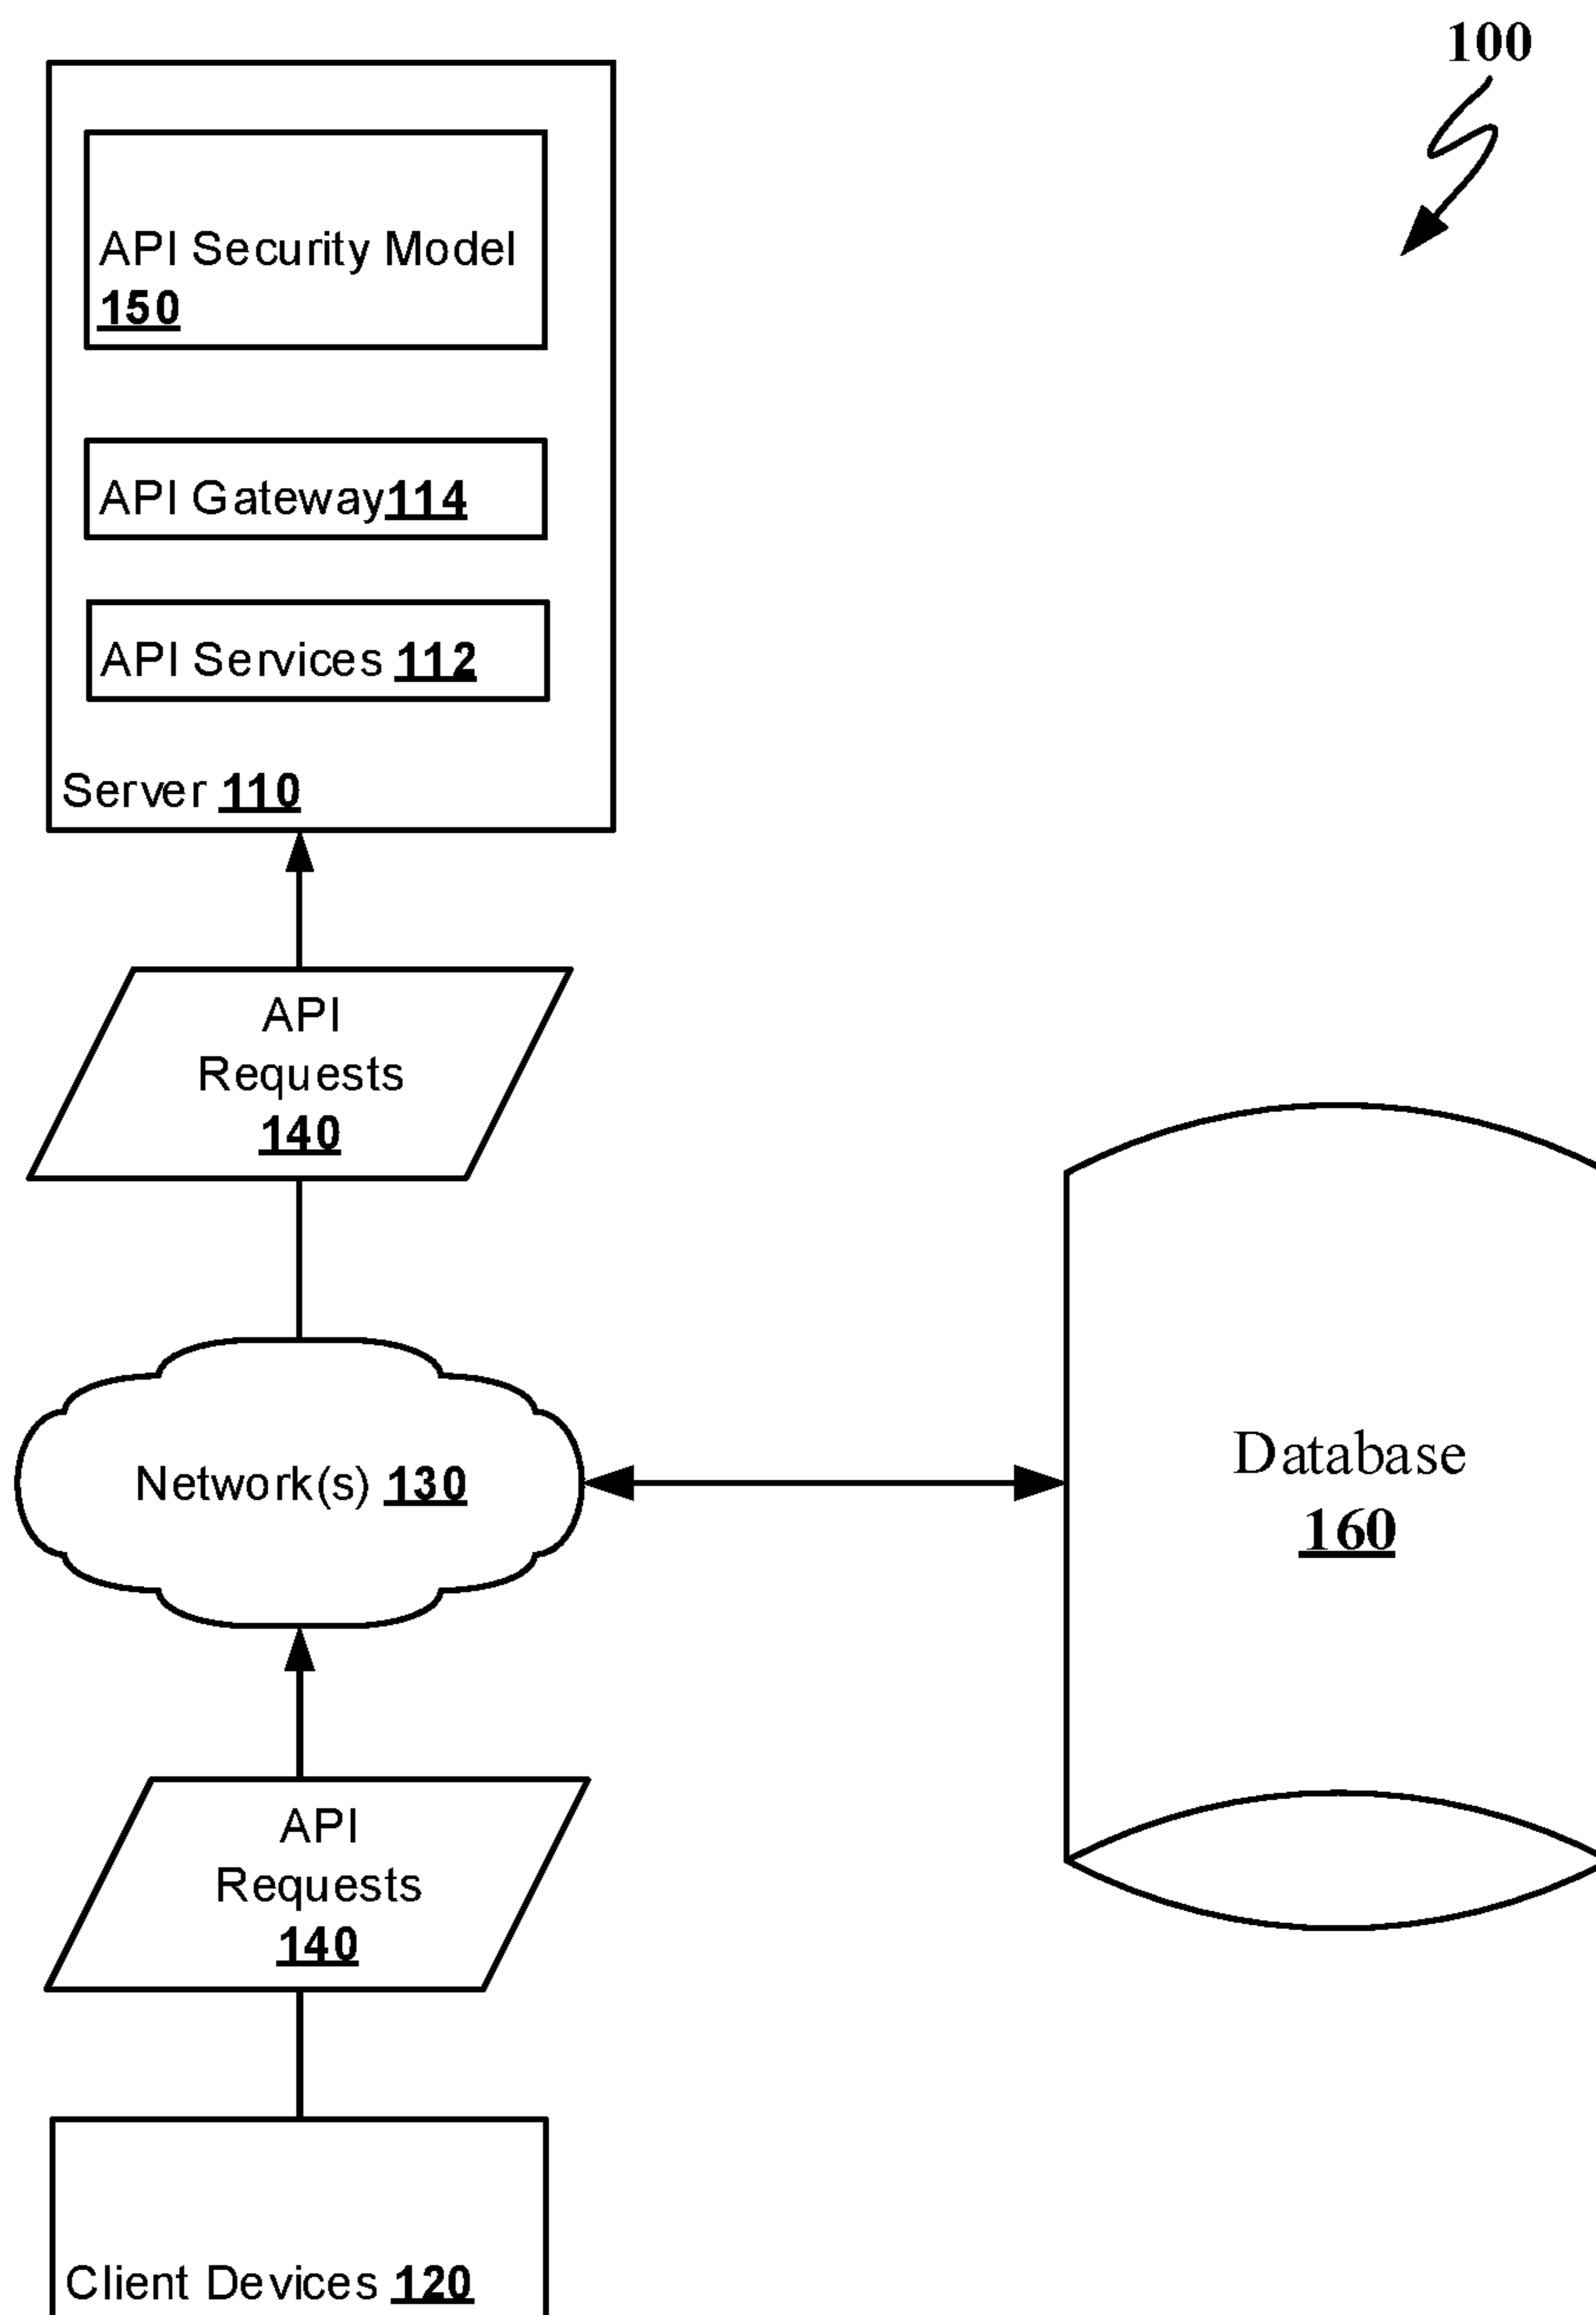 100
API Security Model
150
API Gateway114
API Services 112
Server 110
API
Requests
140
Network(s) 130
Database
160
API
Requests
140
Client Devices 120